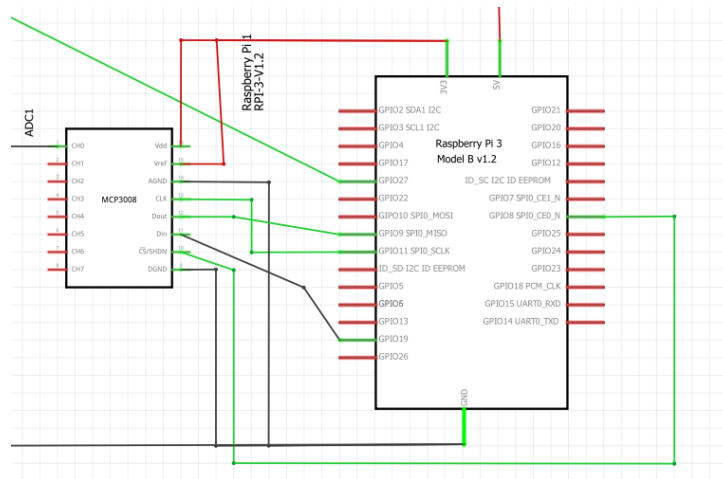 Raspberry Pi 1
RPI-3-V1.2
ADC1
MCP3008
CH0
CH1
CH2
CH3
CH4
CH5
CH6
CH7
Vdd
Vref
AGND
CLK
Dout
Din
CS/SHDN
DGND
3V3
5V
Raspberry Pi 3
Model B v1.2
GPIO2 SDA1 I2C
GPIO3 SCL1 I2C
GPIO4
GPIO17
GPIO27
GPIO22
GIPO10 SPI0_MOSI
GPIO9 SPI0_MISO
GPIO11 SPI0_SCLK
ID_SD I2C ID EEPROM
GPIO5
GPIO6
GPIO13
GPIO19
GPIO26
GPIO21
GPIO20
GPIO16
GPIO12
ID_SC I2C ID EEPROM
GPIO7 SPI0_CE1_N
GPIO8 SPI0_CE0_N
GPIO25
GPIO24
GPIO23
GPIO18 PCM_CLK
GPIO15 UART0_RXD
GPIO14 UART0_TXD
GND